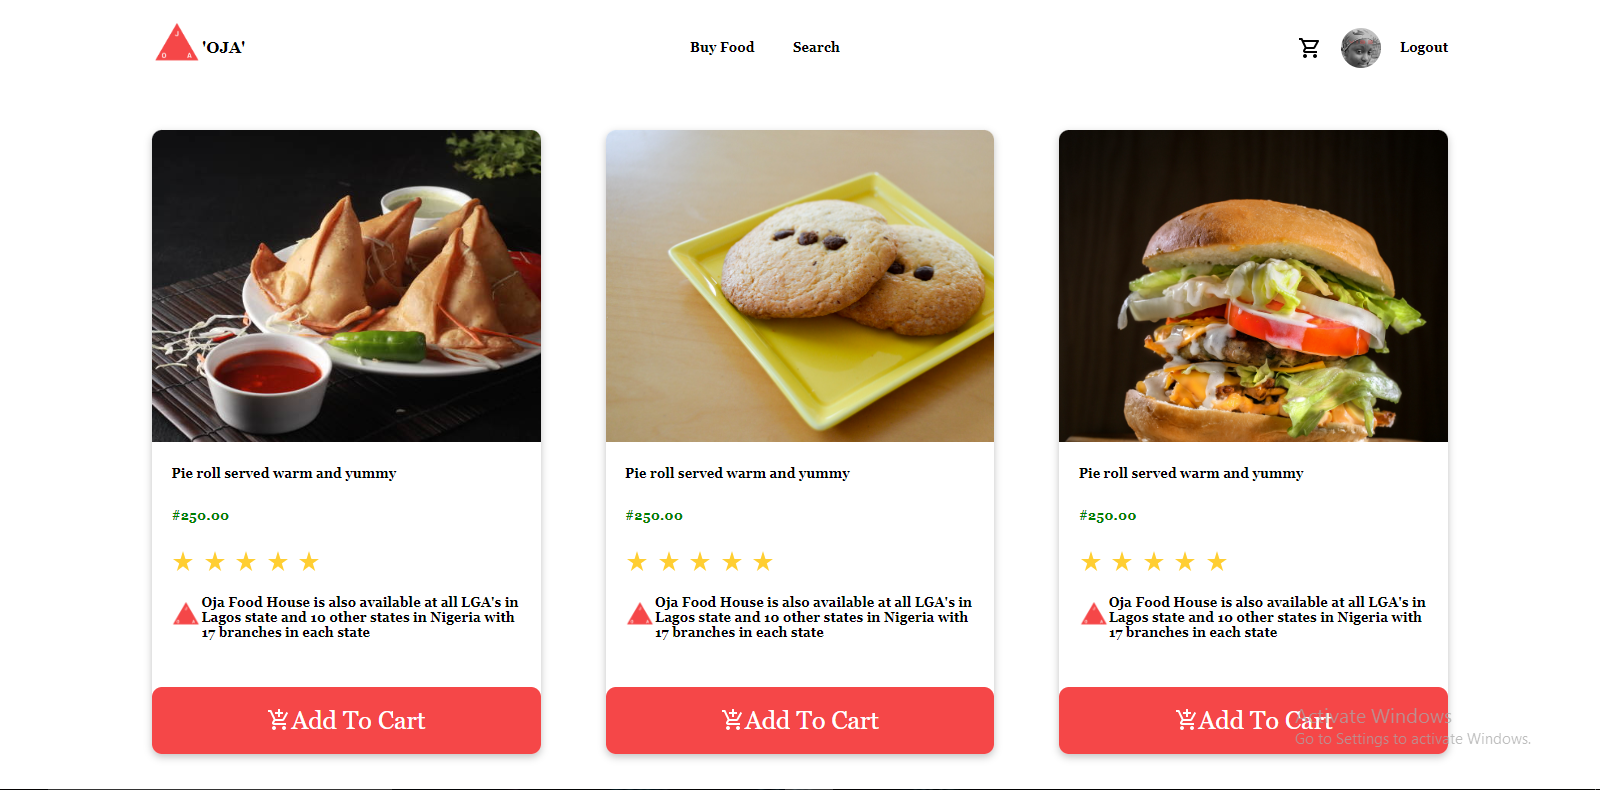 J
O A
'OJA'
Buy Food
Search
Logout
Pie roll served warm and yummy
#250.00
Oja Food House is also available at all LGA's in
Lagos state and 10 other states in Nigeria with
17 branches in each state
Add To Cart
Pie roll served warm and yummy
#250.00
Oja Food House is also available at all LGA's in
Lagos state and 10 other states in Nigeria with
17 branches in each state
Add To Cart
Pie roll served warm and yummy
#250.00
Oja Food House is also available at all LGA's in
Lagos state and 10 other states in Nigeria with
17 branches in each state
Add To Cart
Activate Windows
Go to Settings to activate Windows.